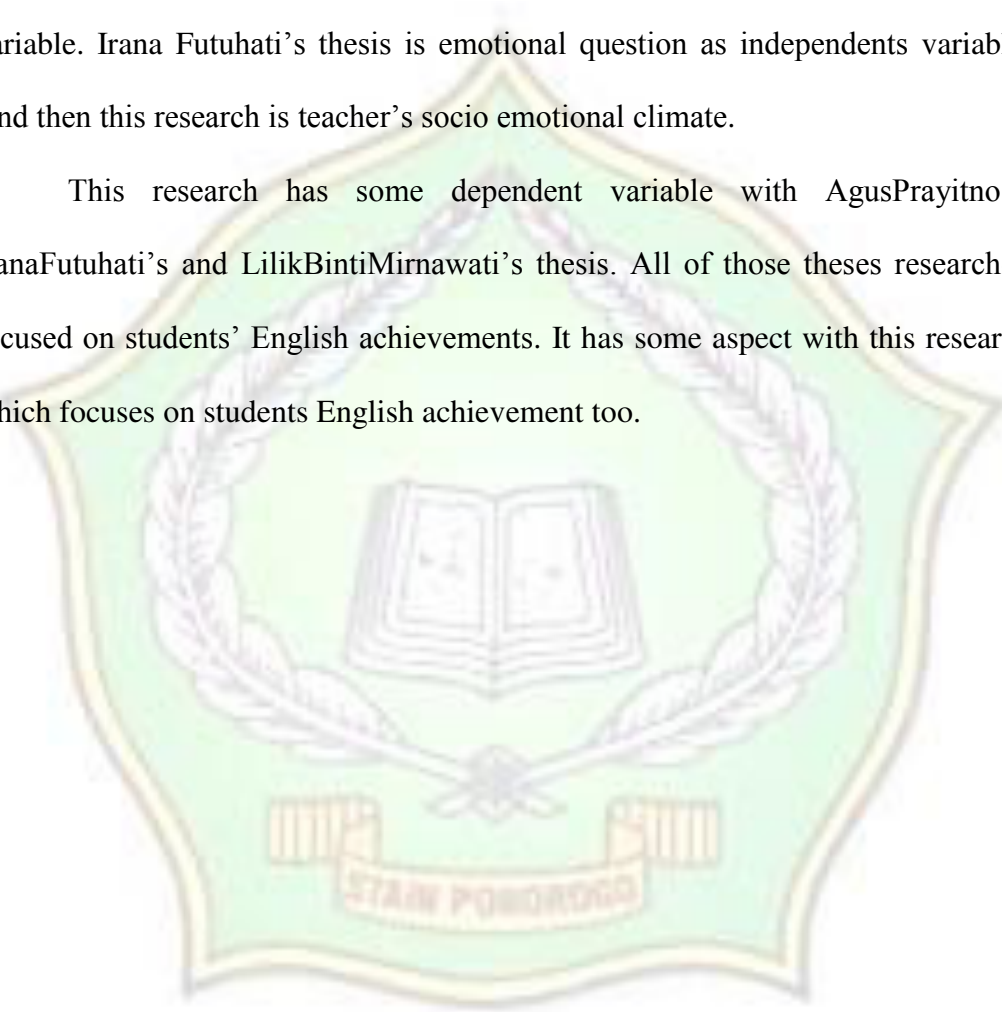 ariable. Irana Futuhati’s thesis is emotional question as independents variabl
nd then this research is teacher’s socio emotional climate.
This research has some dependent variable with AgusPrayitno
anaFutuhati’s and LilikBintiMirnawati’s thesis. All of those theses research
cused on students’ English achievements. It has some aspect with this resear
hich focuses on students English achievement too.
STAIN PONOROGO